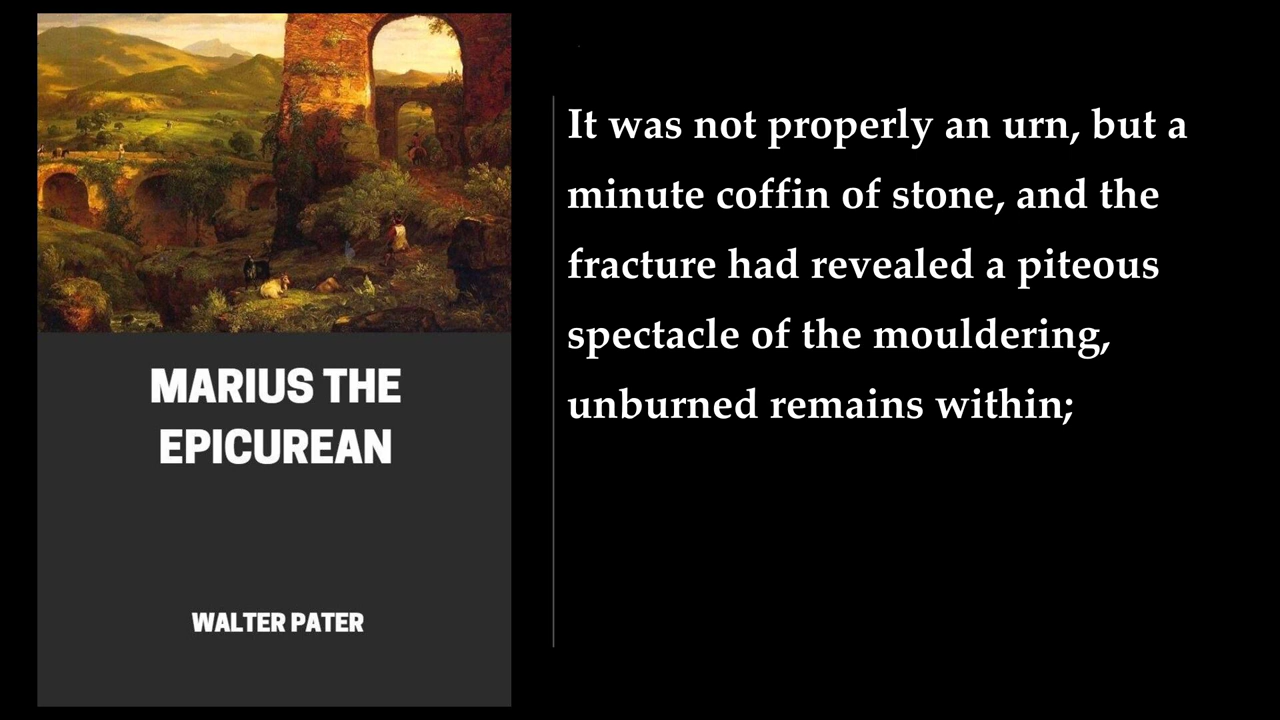 MARIUS THE
EPICUREAN
WALTER PATER
It was not properly an urn, but a
minute coffin of stone, and the
fracture had revealed a piteous
spectacle of the mouldering,
unburned remains within;